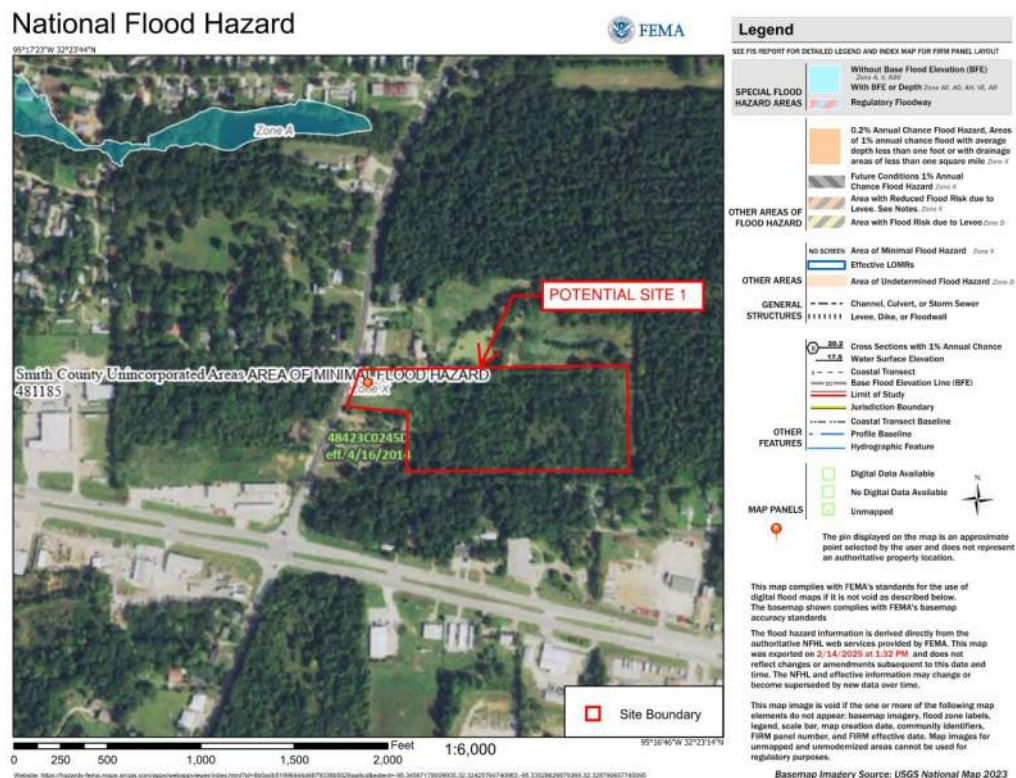 National Flood Hazard
FEMA
95°17'23"W 32°23'44"N
Zone A
POTENTIAL SITE 1
Smith County Unincorporated Areas AREA OF MINIMAL FLOOD HAZARD
481185
Zone X
48423C0245D
eff. 4/16/2014
Site Boundary
Feet
1:6,000
95°16'46"W 32°23'14"N
0 250 500 1,000 1,500 2,000
Legend
SEE FIS REPORT FOR DETAILED LEGEND AND INDEX MAP FOR FIRM PANEL LAYOUT
SPECIAL FLOOD
HAZARD AREAS
Without Base Flood Elevation (BFE)
Zone A, V, A99
With BFE or Depth Zone AE, AO, AH, VE, AR
Regulatory Floodway
OTHER AREAS OF
FLOOD HAZARD
0.2% Annual Chance Flood Hazard, Areas
of 1% annual chance flood with average
depth less than one foot or with drainage
areas of less than one square mile Zone X
Future Conditions 1% Annual
Chance Flood Hazard Zone X
Area with Reduced Flood Risk due to
Levee. See Notes. Zone X
Area with Flood Risk due to Levee Zone D
OTHER AREAS
NO SCREEN Area of Minimal Flood Hazard Zone X
Effective LOMRs
Area of Undetermined Flood Hazard Zone D
GENERAL
STRUCTURES
Channel, Culvert, or Storm Sewer
Levee, Dike, or Floodwall
OTHER
FEATURES
B 20.2 Cross Sections with 1% Annual Chance
17.5 Water Surface Elevation
Coastal Transect
Base Flood Elevation Line (BFE)
Limit of Study
Jurisdiction Boundary
Coastal Transect Baseline
Profile Baseline
Hydrographic Feature
MAP PANELS
Digital Data Available
No Digital Data Available
Unmapped
N
The pin displayed on the map is an approximate
point selected by the user and does not represent
an authoritative property location.
This map complies with FEMA's standards for the use of
digital flood maps if it is not void as described below.
The basemap shown complies with FEMA's basemap
accuracy standards
The flood hazard information is derived directly from the
authoritative NFHL web services provided by FEMA. This map
was exported on 2/14/2025 at 1:32 PM and does not
reflect changes or amendments subsequent to this date and
time. The NFHL and effective information may change or
become superseded by new data over time.
This map image is void if the one or more of the following map
elements do not appear: basemap imagery, flood zone labels,
legend, scale bar, map creation date, community identifiers,
FIRM panel number, and FIRM effective date. Map images for
unmapped and unmodernized areas cannot be used for
regulatory purposes.
Basemap Imagery Source: USGS National Map 2023